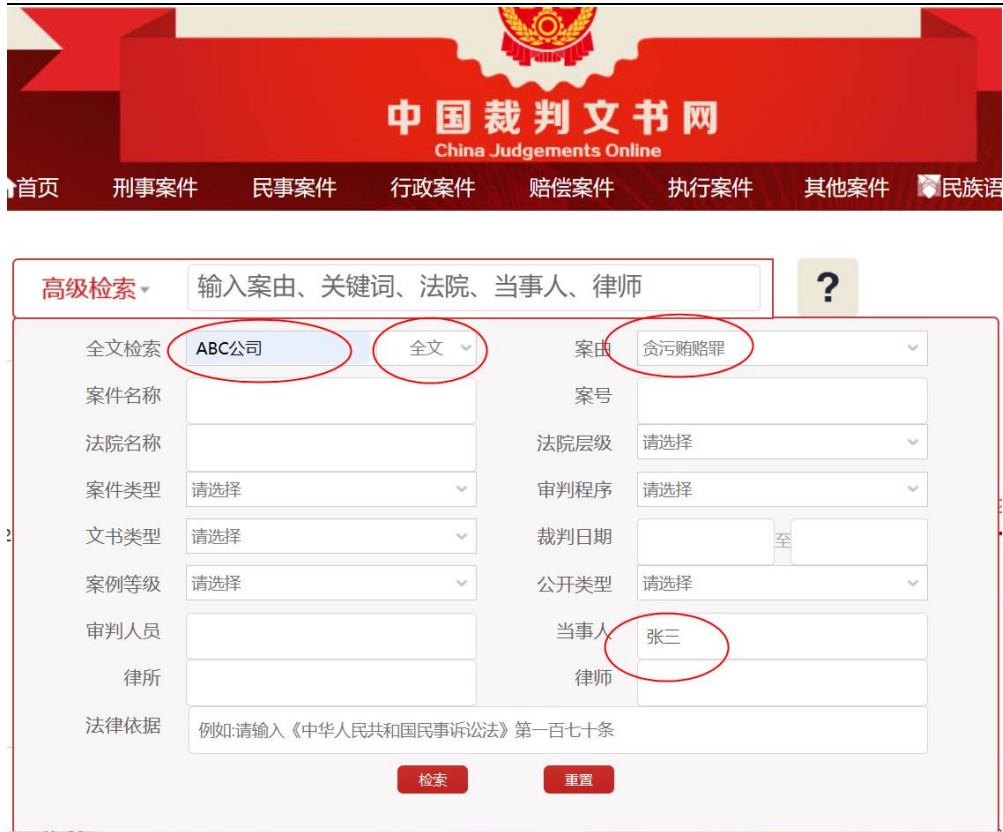 中国裁判文书网
China Judgements Online
首页 刑事案件 民事案件 行政案件 赔偿案件 执行案件 其他案件 民族语
高级检索 输入案由、关键词、法院、当事人、律师 ?
全文检索 ABC公司 全文 案由 贪污贿赂罪
案件名称 案号
法院名称 法院层级 请选择
案件类型 请选择 审判程序 请选择
文书类型 请选择 裁判日期 至
案例等级 请选择 公开类型 请选择
审判人员 当事人 张三
律所 律师
法律依据 例如:请输入《中华人民共和国民事诉讼法》第一百七十条
检索 重置